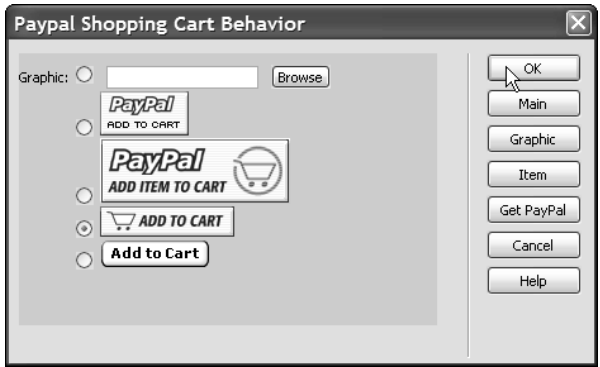 Paypal Shopping Cart Behavior
Graphic:
Browse
PayPal
ADD TO CART
PayPal
ADD ITEM TO CART
ADD TO CART
Add to Cart
OK
Main
Graphic
Item
Get PayPal
Cancel
Help